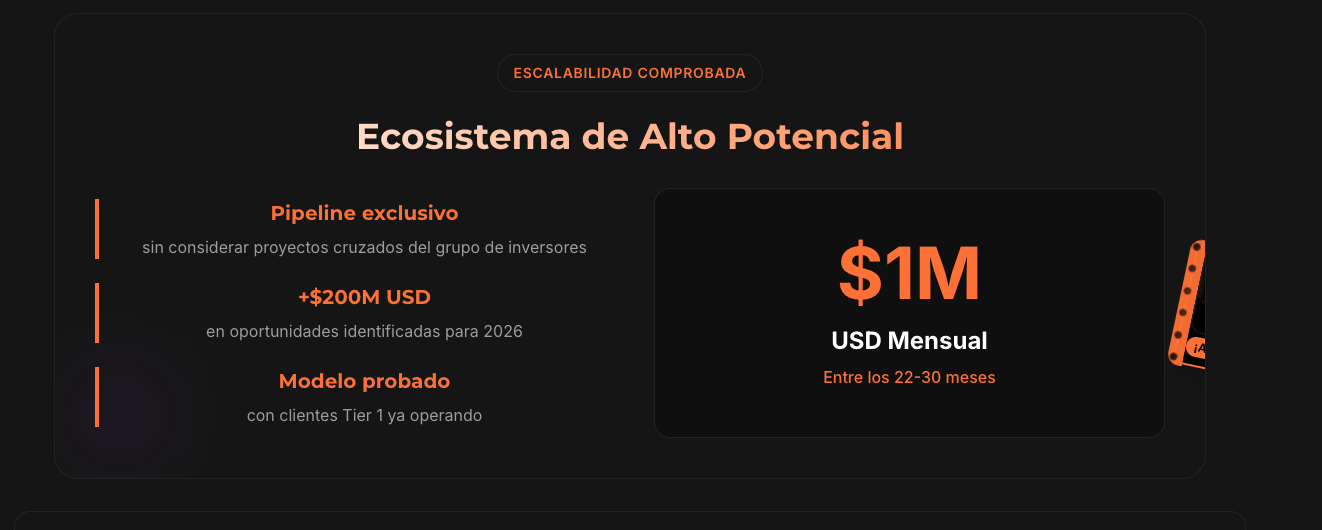 ESCALABILIDAD COMPROBADA
Ecosistema de Alto Potencial
Pipeline exclusivo
sin considerar proyectos cruzados del grupo de inversores
+$200M USD
en oportunidades identificadas para 2026
Modelo probado
con clientes Tier 1 ya operando
$1M
USD Mensual
Entre los 22-30 meses